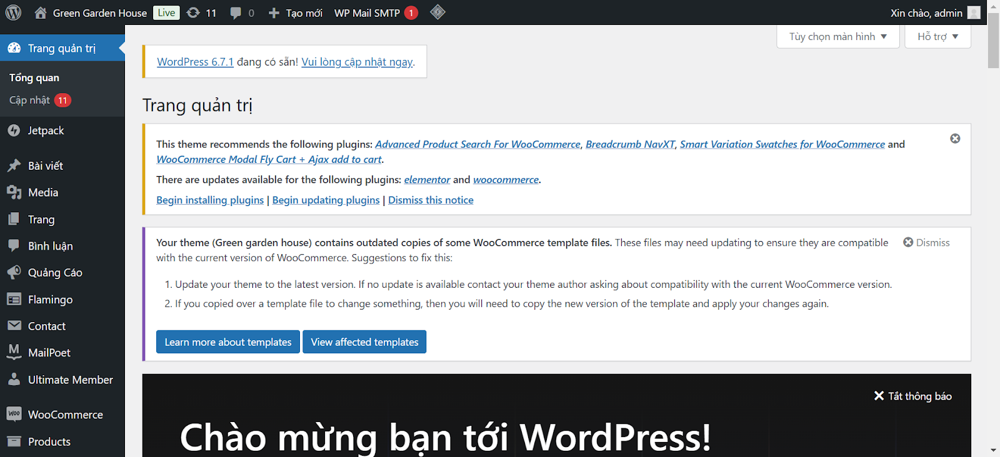 Green Garden House Live 11 0 Tạo mới WP Mail SMTP 1 Xin chào, admin
Trang quản trị
Tổng quan
Cập nhật 11
Jetpack
Bài viết
Media
Trang
Bình luận
Quảng Cáo
Flamingo
Contact
MailPoet
Ultimate Member
WooCommerce
Products
Tùy chọn màn hình
Hỗ trợ
WordPress 6.7.1 đang có sẵn! Vui lòng cập nhật ngay.
Trang quản trị
This theme recommends the following plugins: Advanced Product Search For WooCommerce, Breadcrumb NavXT, Smart Variation Swatches for WooCommerce and
WooCommerce Modal Fly Cart + Ajax add to cart.
There are updates available for the following plugins: elementor and woocommerce.
Begin installing plugins | Begin updating plugins | Dismiss this notice
Your theme (Green garden house) contains outdated copies of some WooCommerce template files. These files may need updating to ensure they are compatible
with the current version of WooCommerce. Suggestions to fix this:
Dismiss
1. Update your theme to the latest version. If no update is available contact your theme author asking about compatibility with the current WooCommerce version.
2. If you copied over a template file to change something, then you will need to copy the new version of the template and apply your changes again.
Learn more about templates
View affected templates
Tắt thông báo
Chào mừng bạn tới WordPress!